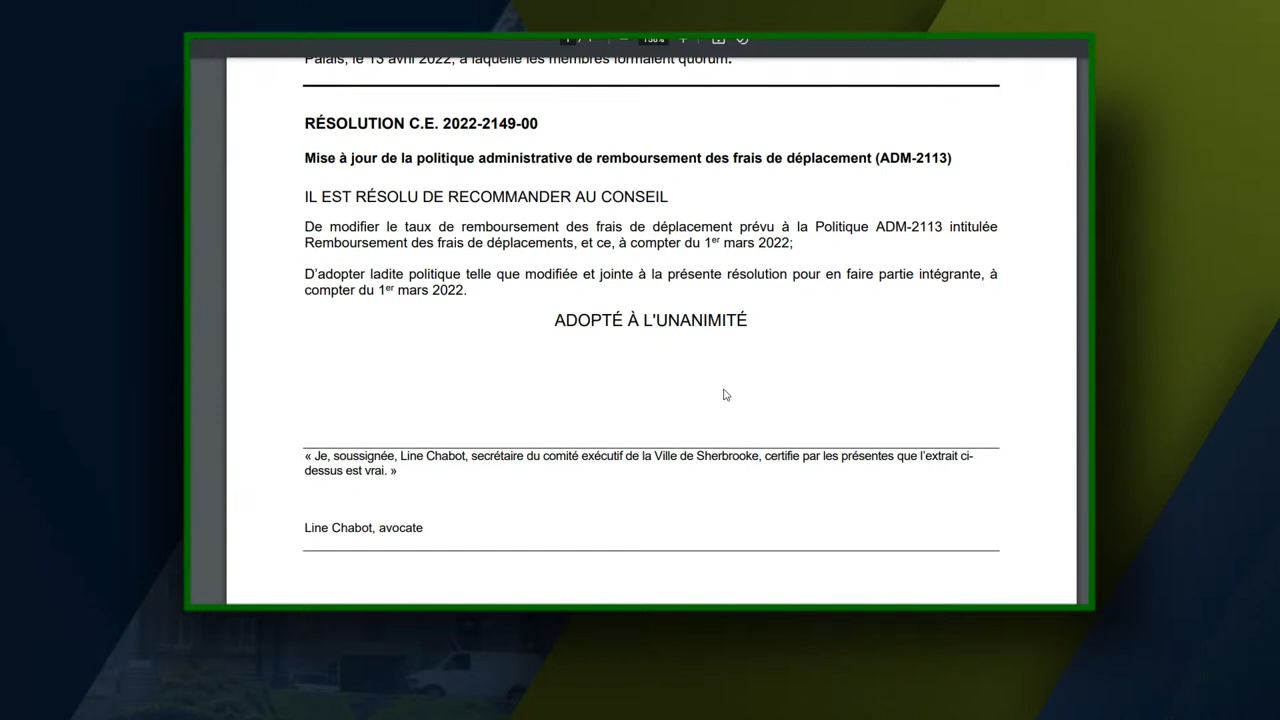 156%
Palais, le 13 avril 2022, à laquelle les membres formaient quorum.
RÉSOLUTION C.E. 2022-2149-00
Mise à jour de la politique administrative de remboursement des frais de déplacement (ADM-2113)
IL EST RÉSOLU DE RECOMMANDER AU CONSEIL
De modifier le taux de remboursement des frais de déplacement prévu à la Politique ADM-2113 intitulée
Remboursement des frais de déplacements, et ce, à compter du 1er mars 2022;
D'adopter ladite politique telle que modifiée et jointe à la présente résolution pour en faire partie intégrante, à
compter du 1er mars 2022.
ADOPTÉ À L'UNANIMITÉ
« Je, soussignée, Line Chabot, secrétaire du comité exécutif de la Ville de Sherbrooke, certifie par les présentes que l'extrait ci-
dessus est vrai. »
Line Chabot, avocate